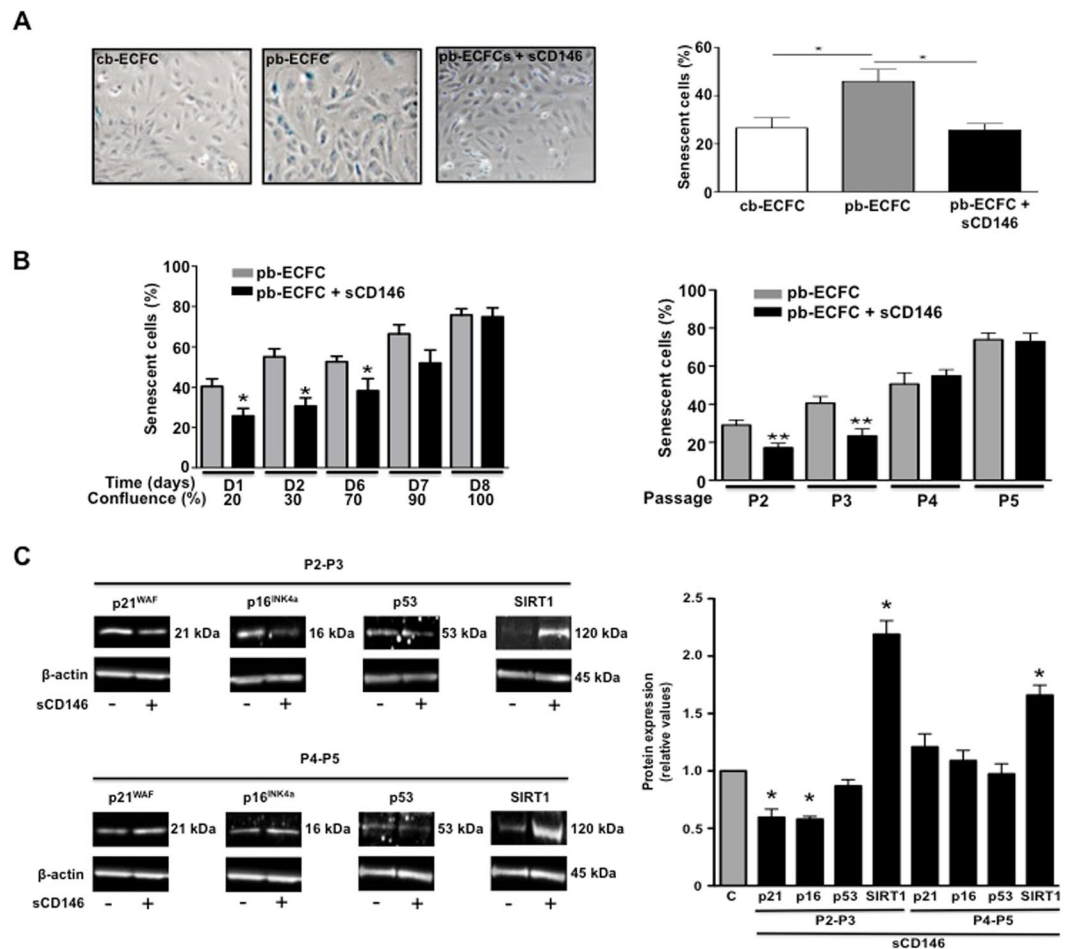 A
cb-ECFC
pb-ECFC
pb-ECFCs + sCD146
Senescent cells (%)
60
40
20
0
*
*
cb-ECFC
pb-ECFC
pb-ECFC +
sCD146
B
Senescent cells (%)
100
80
60
40
20
0
pb-ECFC
pb-ECFC + sCD146
*
*
*
Time (days) D1 D2 D6 D7 D8
Confluence (%) 20 30 70 90 100
Senescent cells (%)
100
80
60
40
20
0
pb-ECFC
pb-ECFC + sCD146
**
**
Passage P2 P3 P4 P5
C
P2-P3
p21WAF p16INK4a p53 SIRT1
21 kDa 16 kDa 53 kDa 120 kDa
β-actin 45 kDa
sCD146 - + - + - + - +
P4-P5
p21WAF p16INK4a p53 SIRT1
21 kDa 16 kDa 53 kDa 120 kDa
β-actin 45 kDa
sCD146 - + - + - + - +
Protein expression
(relative values)
2.5
2.0
1.5
1.0
0.5
0
*
*
*
*
C p21 p16 p53 SIRT1 p21 p16 p53 SIRT1
P2-P3 P4-P5
sCD146